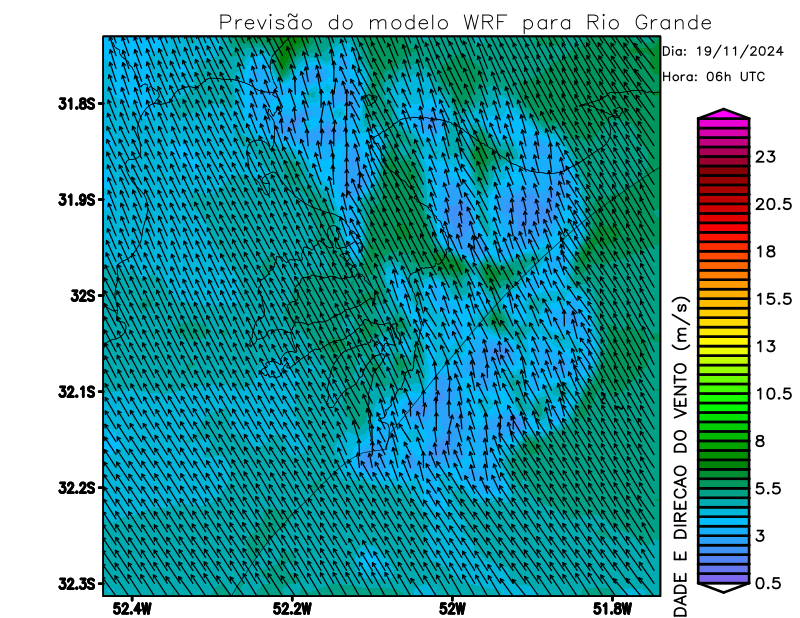 Previsão do modelo WRF para Rio Grande
Dia: 19/11/2024
Hora: 06h UTC
31.8S
31.9S
32S
32.1S
32.2S
32.3S
52.4W
52.2W
52W
51.8W
23
20.5
18
15.5
13
10.5
8
5.5
3
0.5
DADE E DIRECAO DO VENTO (m/s)